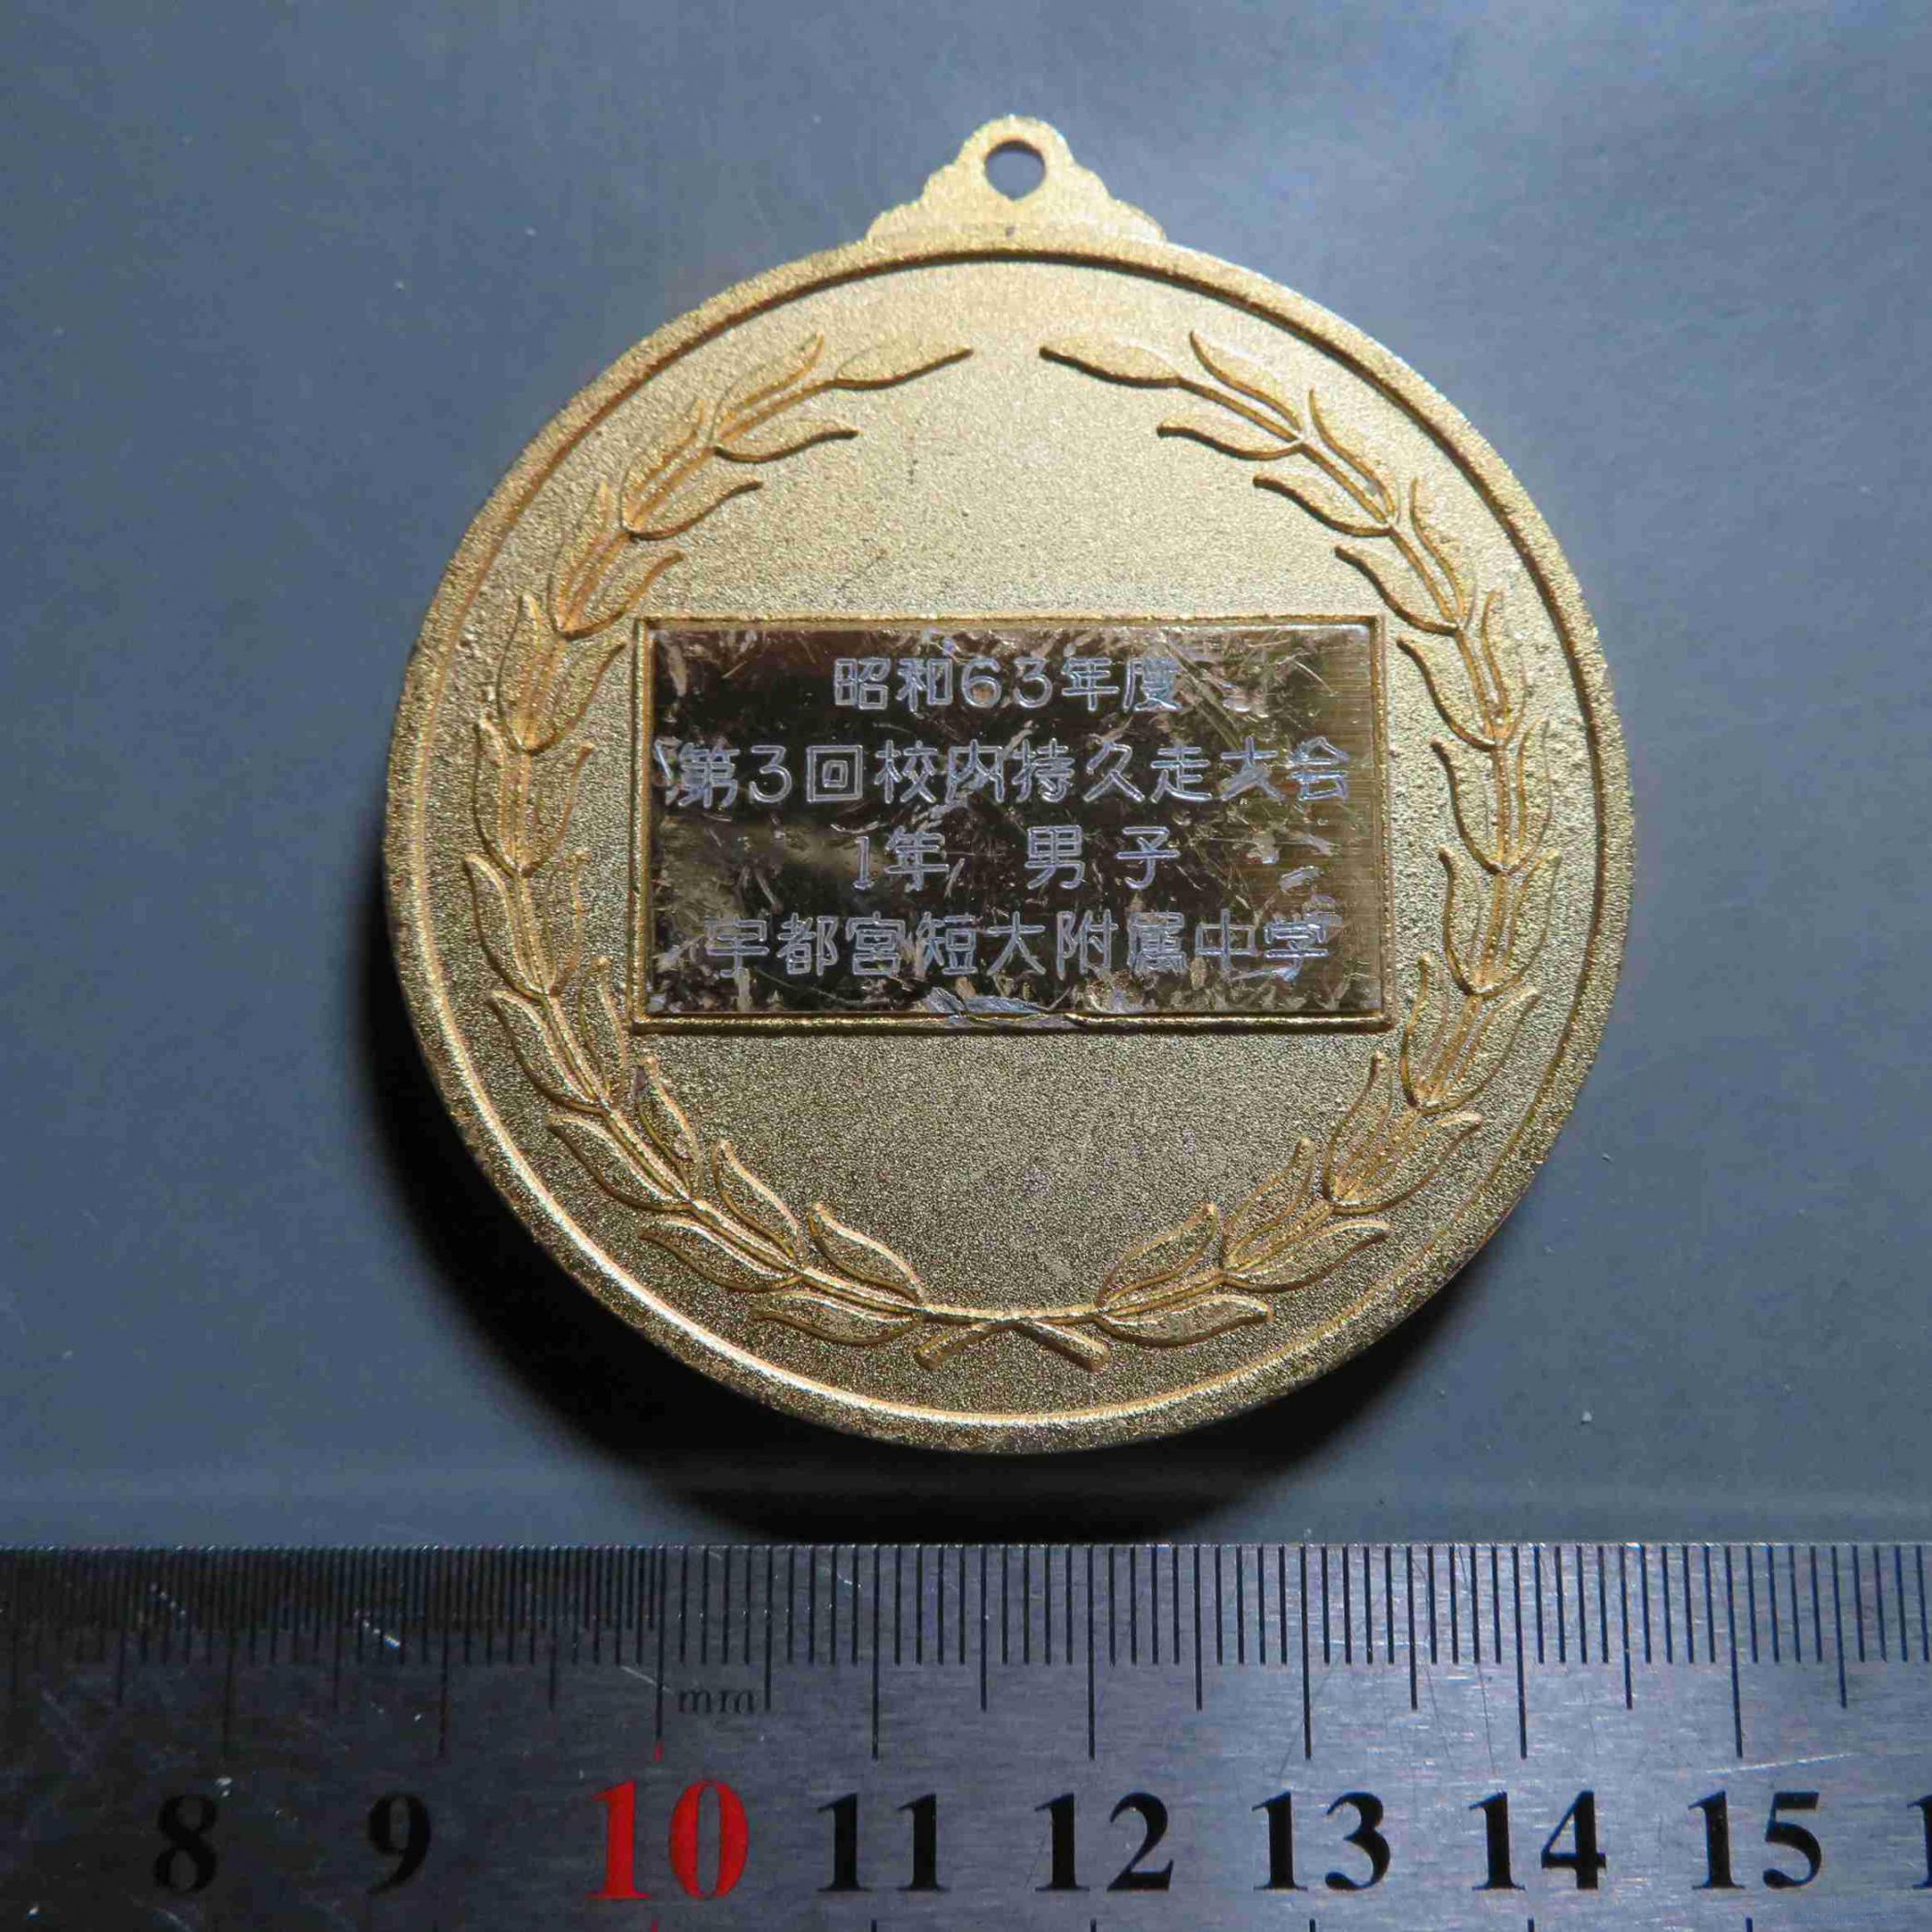 昭和63年度
第3回校内持久走大会
1年 男子
宇都宮短大附属中学
mm
8 9 10 11 12 13 14 15